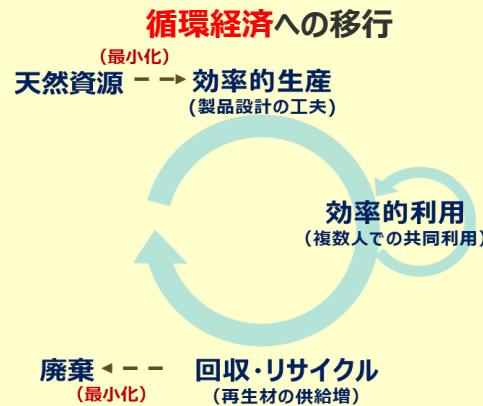 循環経済への移行
(最小化)
天然資源
効率的生産
(製品設計の工夫)
効率的利用
(複数人での共同利用)
廃棄
回収・リサイクル
(最小化)
(再生材の供給増)